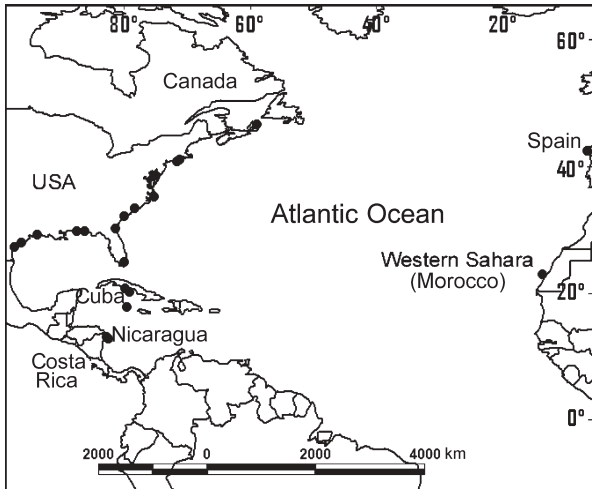 80° 60° 40° 20°
60°
Canada
Spain
40°
USA
Atlantic Ocean
Western Sahara
(Morocco)
Cuba
20°
Nicaragua
Costa
Rica
0°
2000 0 2000 4000 km